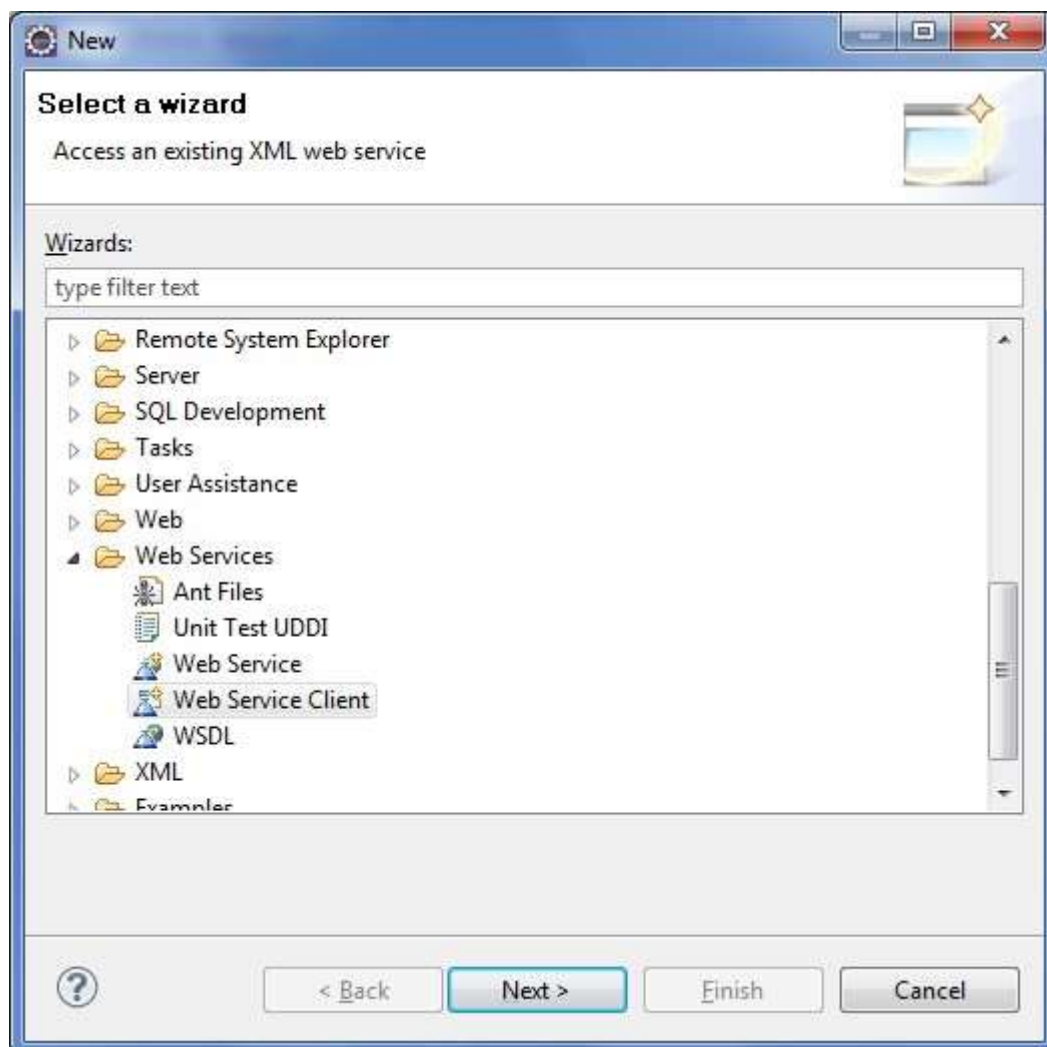 New
Select a wizard
Access an existing XML web service
Wizards:
type filter text
Remote System Explorer
Server
SQL Development
Tasks
User Assistance
Web
Web Services
Ant Files
Unit Test UDDI
Web Service
Web Service Client
WSDL
XML
Examples
< Back Next > Finish Cancel